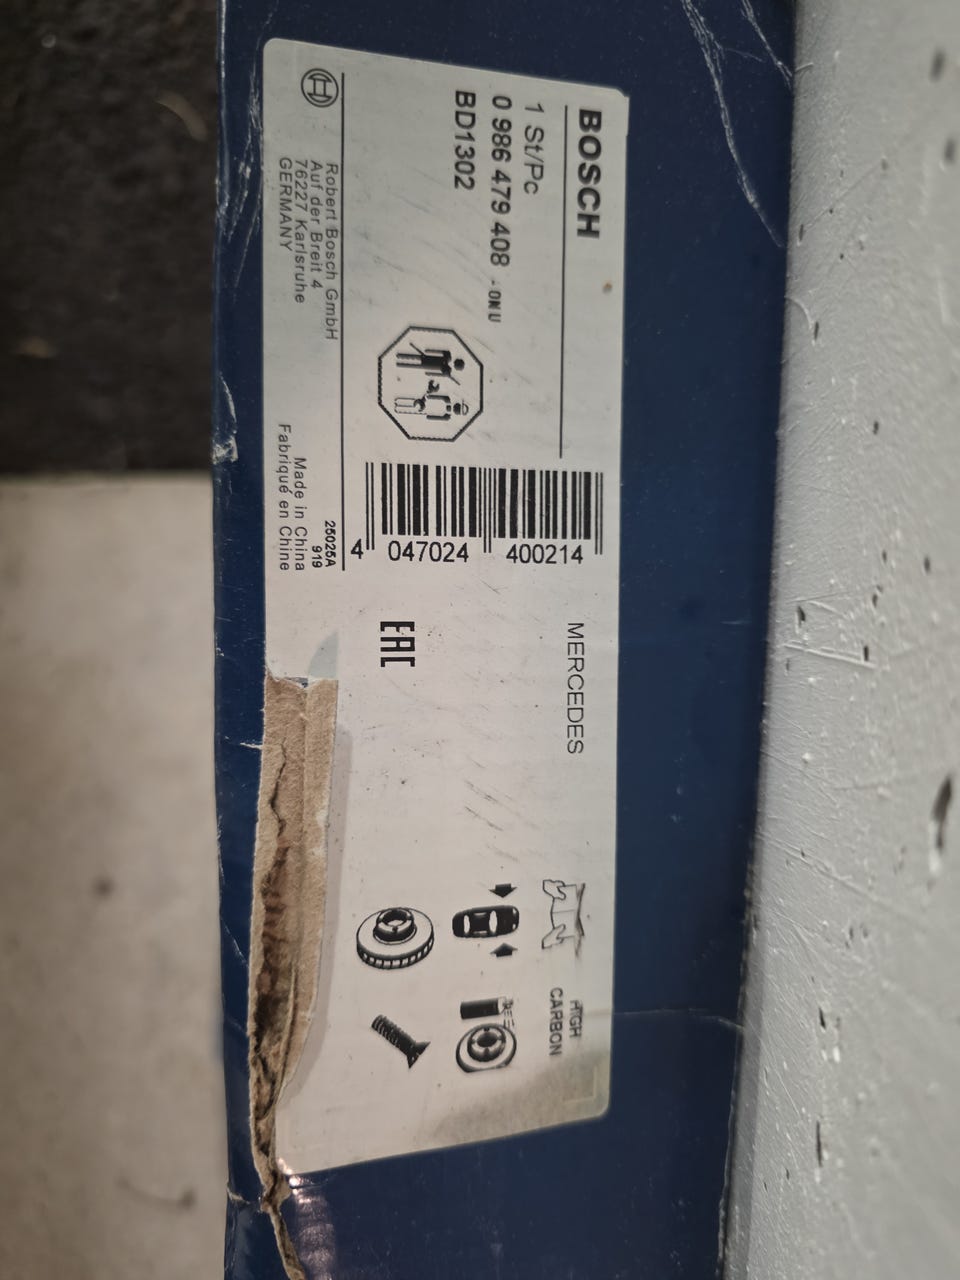 BOSCH
1 St/Pc
0 986 479 408 -0NU
BD1302
MERCEDES
HIGH
CARBON
4 047024 400214
EAC
Robert Bosch GmbH
Auf der Breit 4
76227 Karlsruhe
GERMANY
25025A
919
Made in China
Fabriqué en Chine